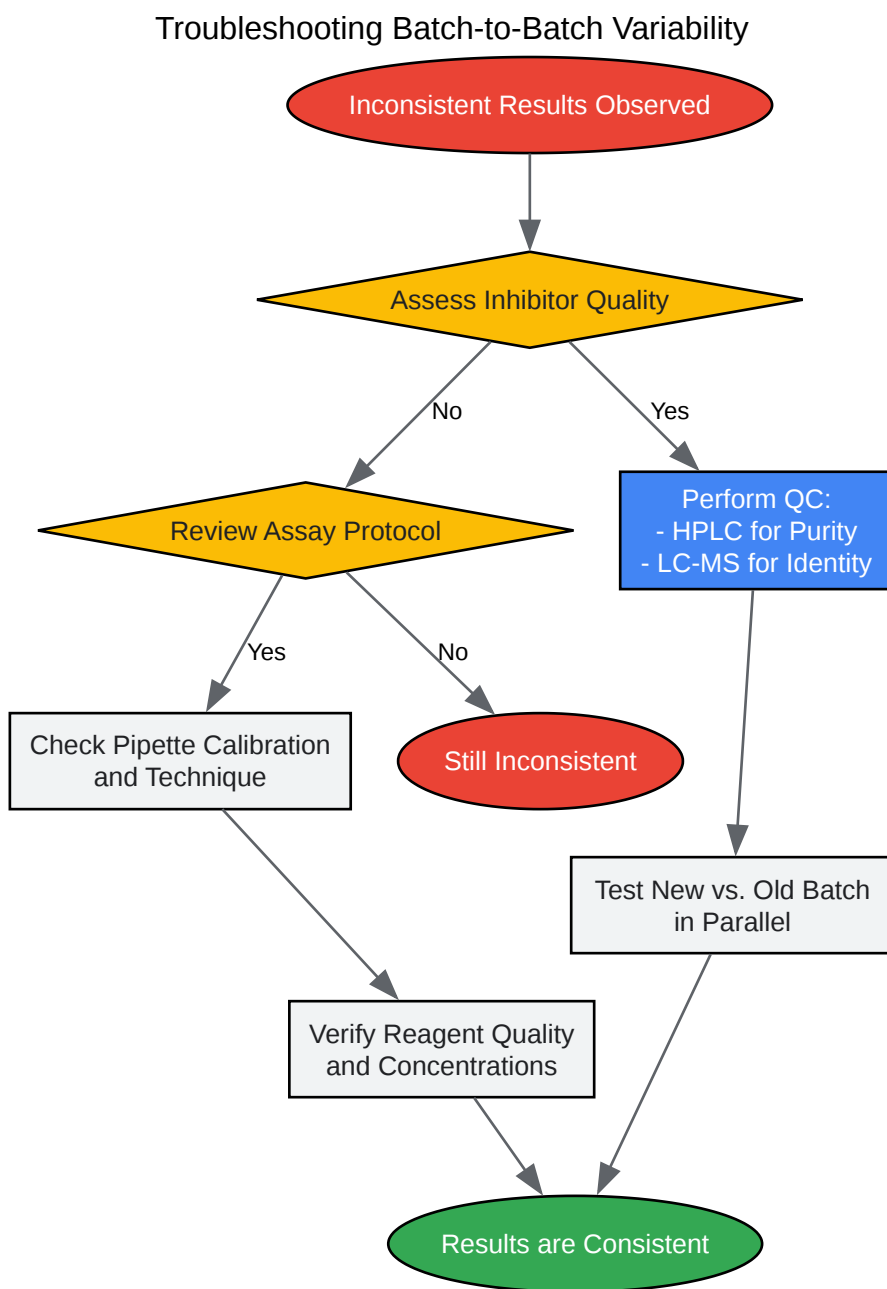 Troubleshooting Batch-to-Batch Variability
Inconsistent Results Observed
Assess Inhibitor Quality
No
Yes
Review Assay Protocol
Perform QC:
- HPLC for Purity
- LC-MS for Identity
Yes
No
Check Pipette Calibration
and Technique
Still Inconsistent
Test New vs. Old Batch
in Parallel
Verify Reagent Quality
and Concentrations
Results are Consistent